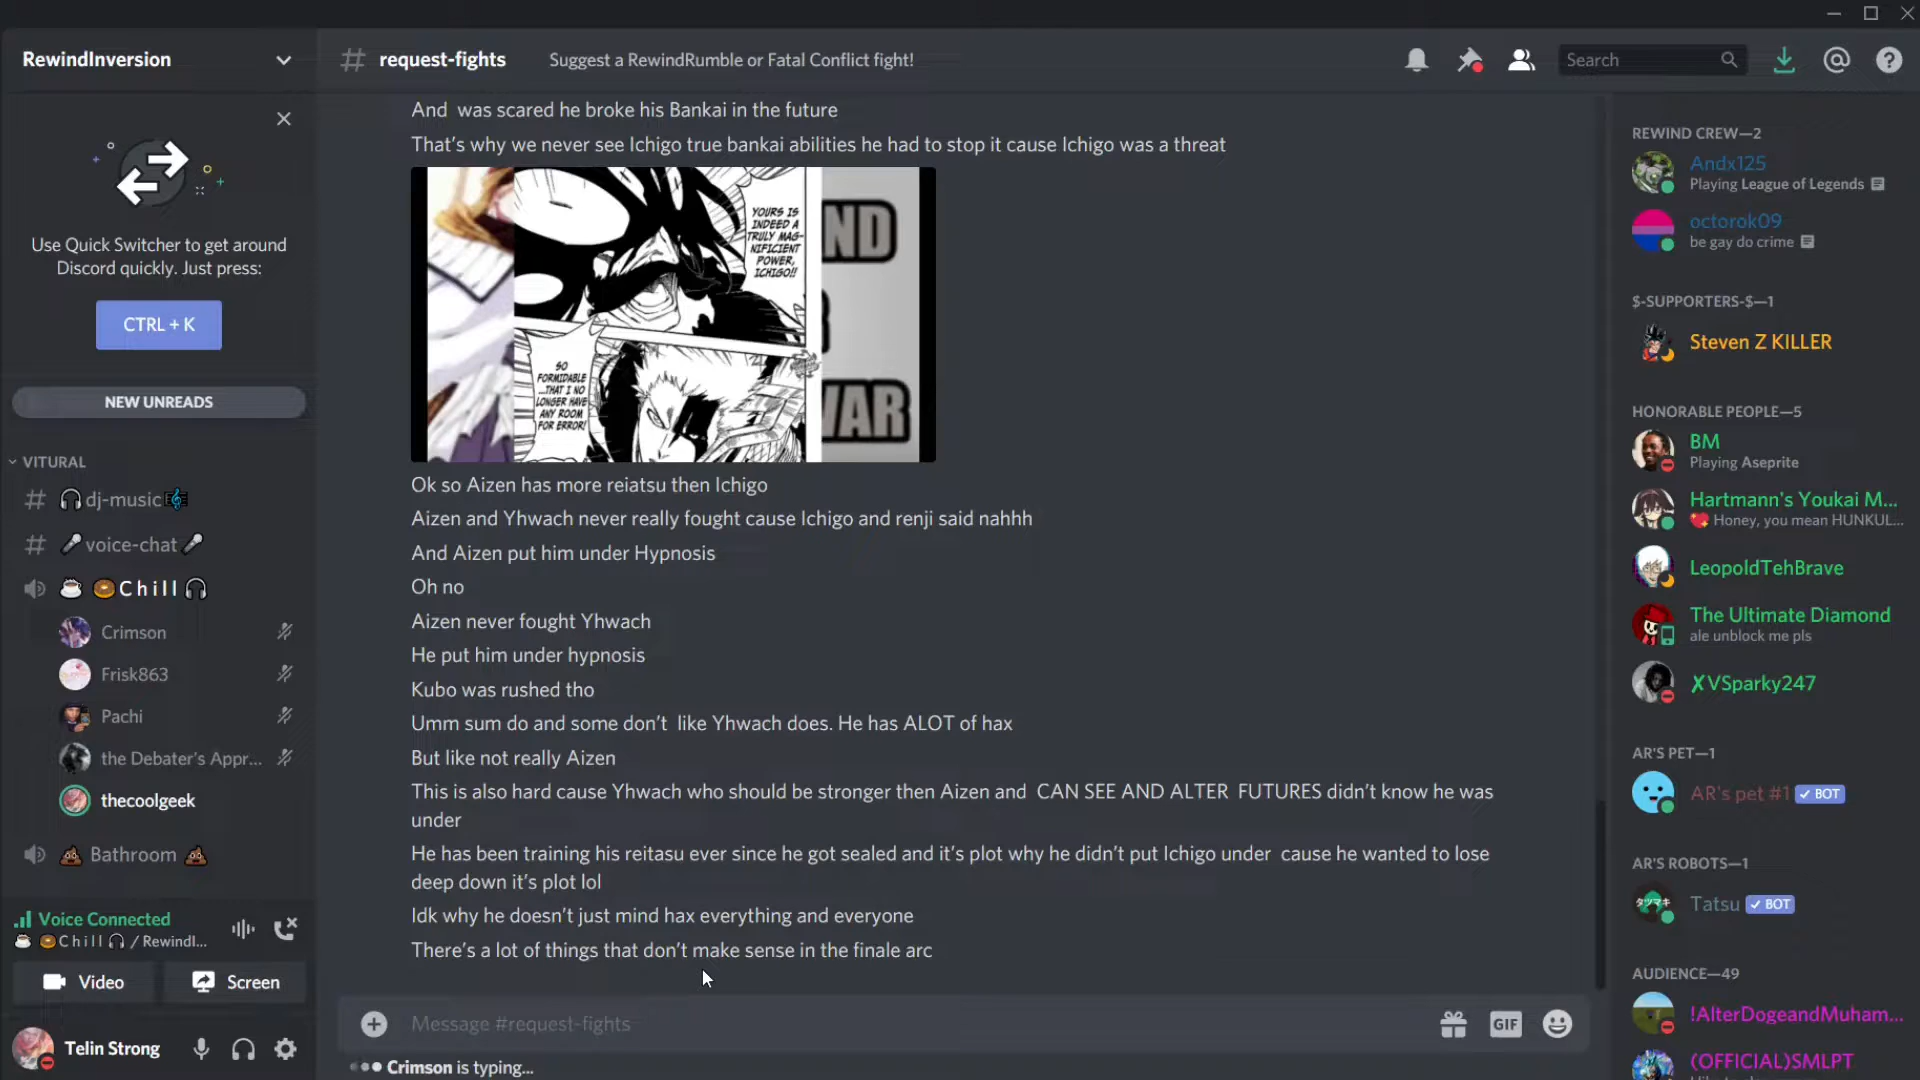 RewindInversion
request-fights
Suggest a RewindRumble or Fatal Conflict fight!
Search
Use Quick Switcher to get around
Discord quickly. Just press:
CTRL + K
NEW UNREADS
VITURAL
dj-music
voice-chat
Chill
Crimson
Frisk863
Pachi
the Debater's Appr...
thecoolgeek
Bathroom
Voice Connected
Chill / RewindI...
Video
Screen
Telin Strong
And was scared he broke his Bankai in the future
That's why we never see Ichigo true bankai abilities he had to stop it cause Ichigo was a threat
YOURS IS
INDEED A
TRULY MAG-
NIFICIENT
POWER,
ICHIGO!!
SO
FORMIDABLE
...THAT I NO
LONGER HAVE
ANY ROOM
FOR ERROR!
ND
WAR
Ok so Aizen has more reiatsu then Ichigo
Aizen and Yhwach never really fought cause Ichigo and renji said nahhh
And Aizen put him under Hypnosis
Oh no
Aizen never fought Yhwach
He put him under hypnosis
Kubo was rushed tho
Umm sum do and some don't like Yhwach does. He has ALOT of hax
But like not really Aizen
This is also hard cause Yhwach who should be stronger then Aizen and CAN SEE AND ALTER FUTURES didn't know he was
under
He has been training his reitasu ever since he got sealed and it's plot why he didn't put Ichigo under cause he wanted to lose
deep down it's plot lol
Idk why he doesn't just mind hax everything and everyone
There's a lot of things that don't make sense in the finale arc
Message #request-fights
GIF
Crimson is typing...
REWIND CREW—2
Andx125
Playing League of Legends
octorok09
be gay do crime
$-SUPPORTERS-$—1
Steven Z KILLER
HONORABLE PEOPLE—5
BM
Playing Aseprite
Hartmann's Youkai M...
Honey, you mean HUNKUL...
LeopoldTehBrave
The Ultimate Diamond
ale unblock me pls
✗VSparky247
AR'S PET—1
AR's pet #1 ✓ BOT
AR'S ROBOTS—1
タツマキ
Tatsu ✓ BOT
AUDIENCE—49
!AlterDogeandMuham...
(OFFICIAL)SMLPT